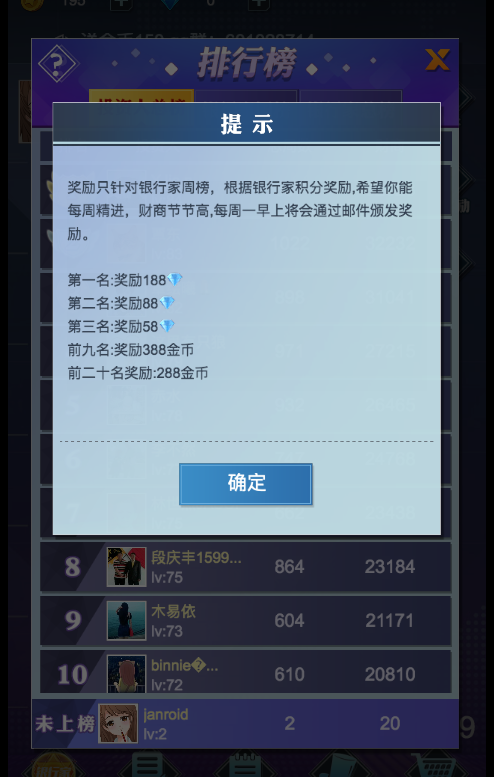 排行榜
提 示
奖励只针对银行家周榜，根据银行家积分奖励,希望你能
每周精进，财商节节高,每周一早上将会通过邮件颁发奖
励。
第一名:奖励188💎
第二名:奖励88💎
第三名:奖励58💎
前九名:奖励388金币
前二十名奖励:288金币
确定
8 段庆丰1599... 864 23184
lv:75
9 木易依 604 21171
lv:73
10 binnie�... 610 20810
lv:72
未上榜 janroid 2 20
lv:2